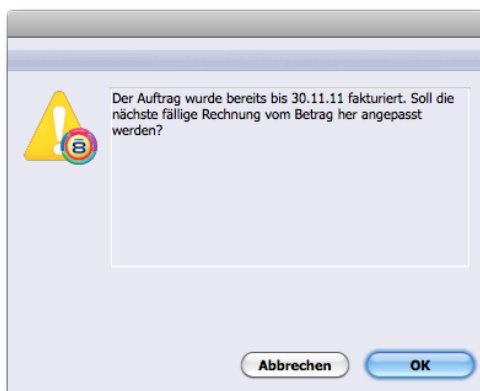 Der Auftrag wurde bereits bis 30.11.11 fakturiert. Soll die
nächste fällige Rechnung vom Betrag her angepasst
werden?
8
Abbrechen
OK